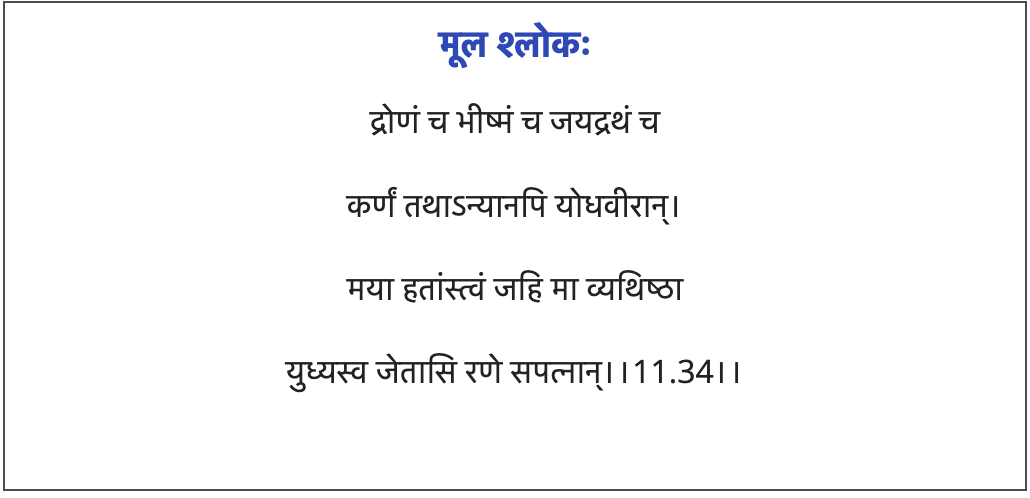 मूल श्लोकः
द्रोणं च भीष्मं च जयद्रथं च
कर्णं तथाऽन्यानपि योधवीरान्।
मया हतांस्त्वं जहि मा व्यथिष्ठा
युध्यस्व जेतासि रणे सपत्नान्।।11.34।।